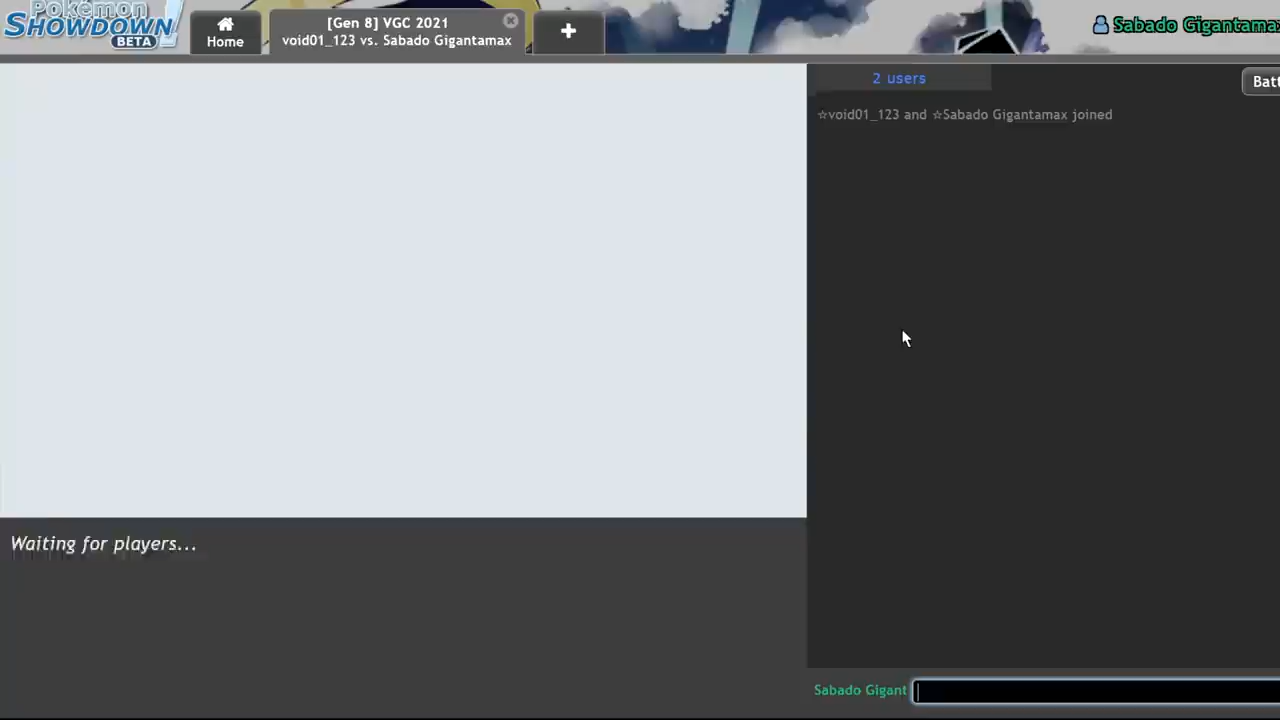 Pokémon
SHOWDOWN!
BETA
Home
[Gen 8] VGC 2021
void01_123 vs. Sabado Gigantamax
Sabado Gigantamax
2 users
Batt
☆void01_123 and ☆Sabado Gigantamax joined
Waiting for players...
Sabado Gigant